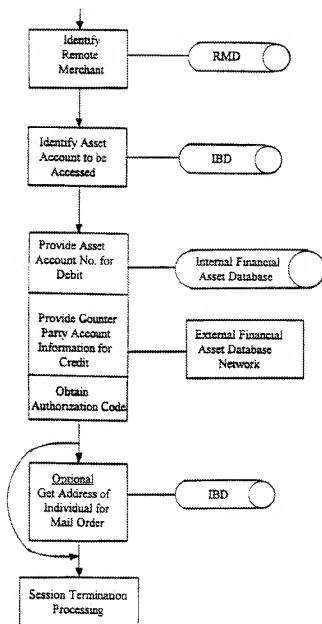 Identify
Remote
Merchant
RMD
Identify Asset
Account to be
Accessed
IBD
Provide Asset
Account No. for
Debit
Internal Financial
Asset Database
Provide Counter
Party Account
Information for
Credit
External Financial
Asset Database
Network
Obtain
Authorization Code
Optional
Get Address of
Individual for
Mail Order
IBD
Session Termination
Processing